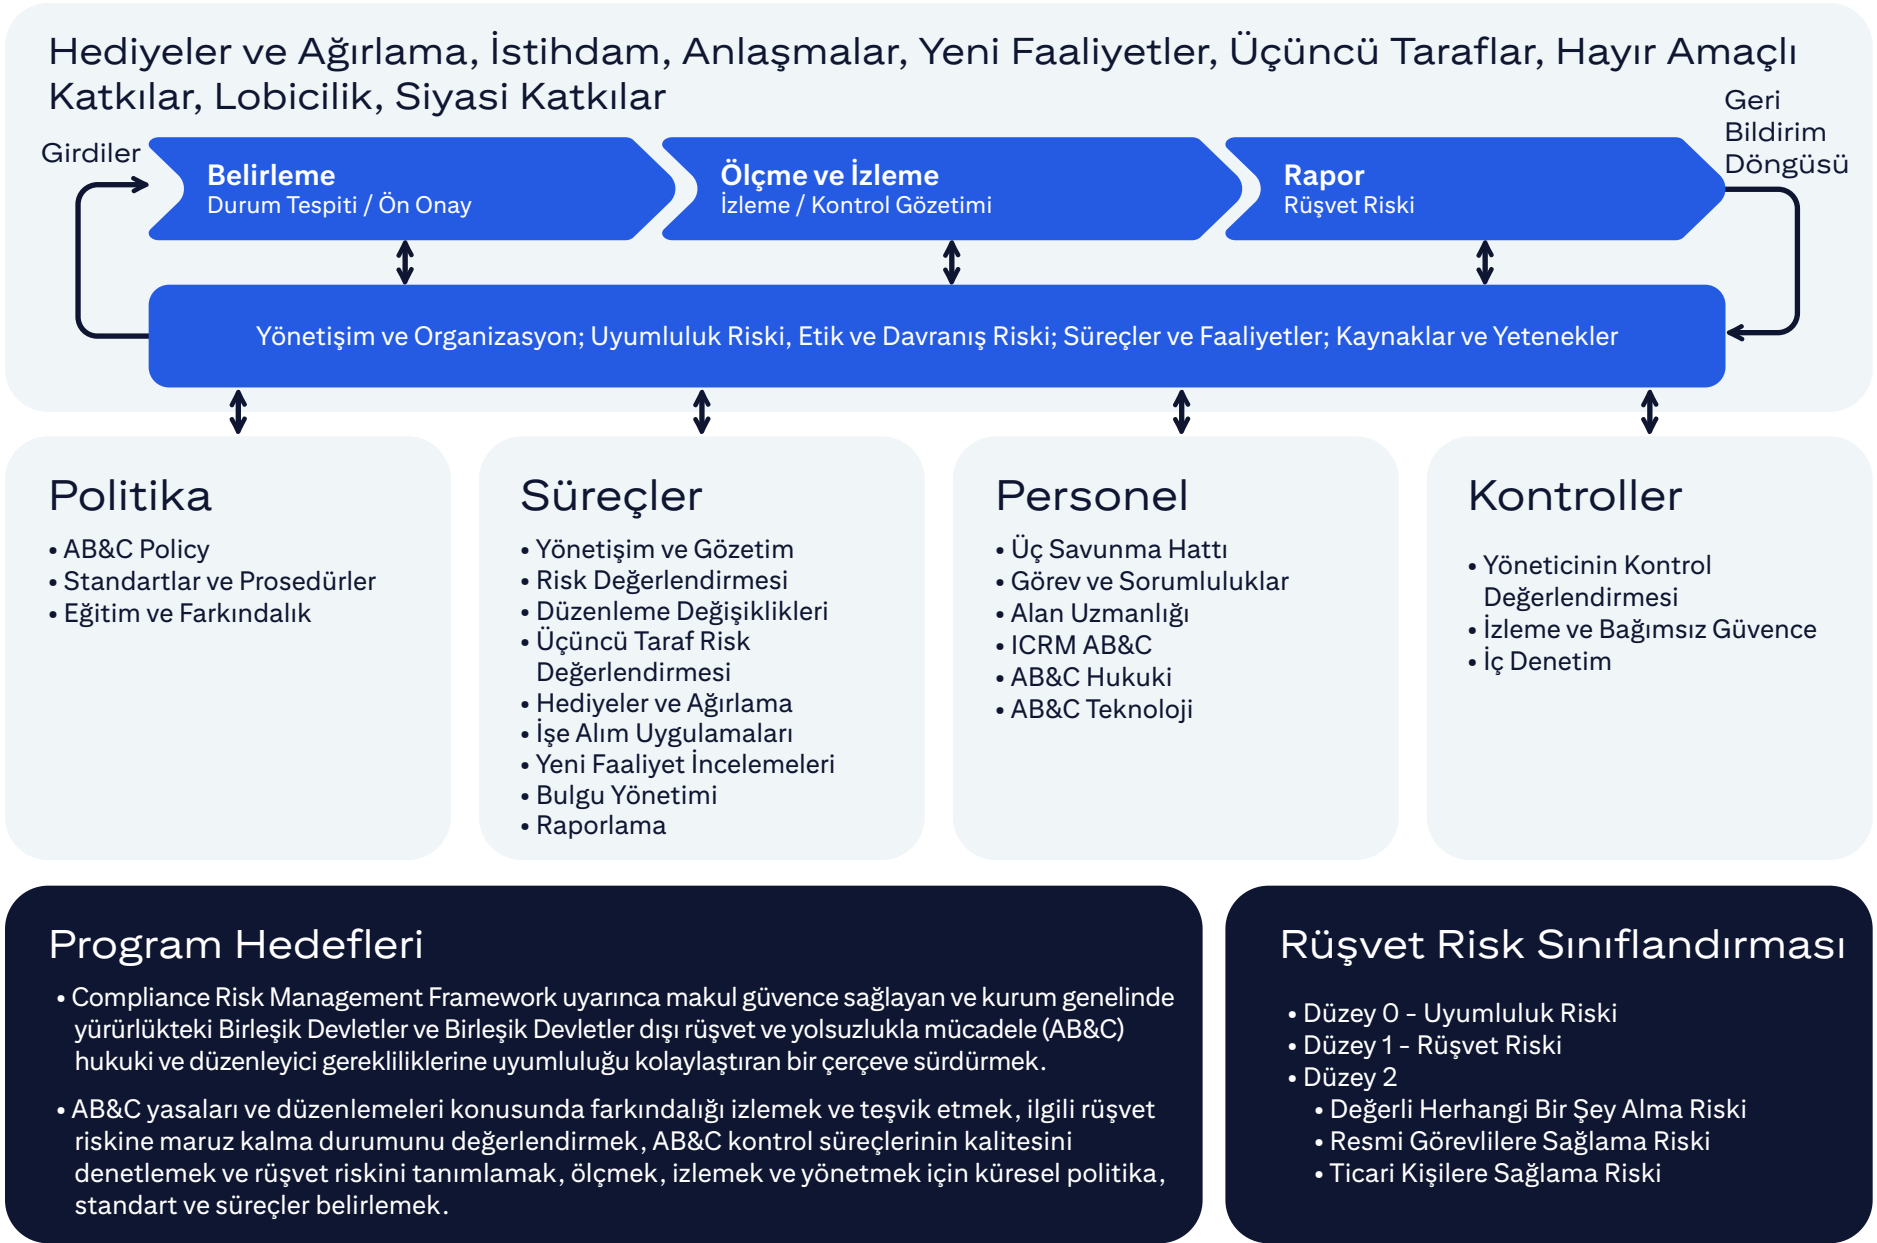 Hediyeler ve Ağırlama, İstihdam, Anlaşmalar, Yeni Faaliyetler, Üçüncü Taraflar, Hayır Amaçlı
Katkılar, Lobicilik, Siyasi Katkılar
Girdiler
Geri
Bildirim
Döngüsü
Belirleme
Durum Tespiti / Ön Onay
Ölçme ve İzleme
İzleme / Kontrol Gözetimi
Rapor
Rüşvet Riski
Yönetişim ve Organizasyon; Uyumluluk Riski, Etik ve Davranış Riski; Süreçler ve Faaliyetler; Kaynaklar ve Yetenekler
Politika
• AB&C Policy
• Standartlar ve Prosedürler
• Eğitim ve Farkındalık
Süreçler
• Yönetişim ve Gözetim
• Risk Değerlendirmesi
• Düzenleme Değişiklikleri
• Üçüncü Taraf Risk
Değerlendirmesi
• Hediyeler ve Ağırlama
• İşe Alım Uygulamaları
• Yeni Faaliyet İncelemeleri
• Bulgu Yönetimi
• Raporlama
Personel
• Üç Savunma Hattı
• Görev ve Sorumluluklar
• Alan Uzmanlığı
• ICRM AB&C
• AB&C Hukuki
• AB&C Teknoloji
Kontroller
• Yöneticinin Kontrol
Değerlendirmesi
• İzleme ve Bağımsız Güvence
• İç Denetim
Program Hedefleri
• Compliance Risk Management Framework uyarınca makul güvence sağlayan ve kurum genelinde
yürürlükteki Birleşik Devletler ve Birleşik Devletler dışı rüşvet ve yolsuzlukla mücadele (AB&C)
hukuki ve düzenleyici gerekliliklerine uyumluluğu kolaylaştıran bir çerçeve sürdürmek.
• AB&C yasaları ve düzenlemeleri konusunda farkındalığı izlemek ve teşvik etmek, ilgili rüşvet
riskine maruz kalma durumunu değerlendirmek, AB&C kontrol süreçlerinin kalitesini
denetlemek ve rüşvet riskini tanımlamak, ölçmek, izlemek ve yönetmek için küresel politika,
standart ve süreçler belirlemek.
Rüşvet Risk Sınıflandırması
• Düzey 0 - Uyumluluk Riski
• Düzey 1 - Rüşvet Riski
• Düzey 2
• Değerli Herhangi Bir Şey Alma Riski
• Resmi Görevlilere Sağlama Riski
• Ticari Kişilere Sağlama Riski